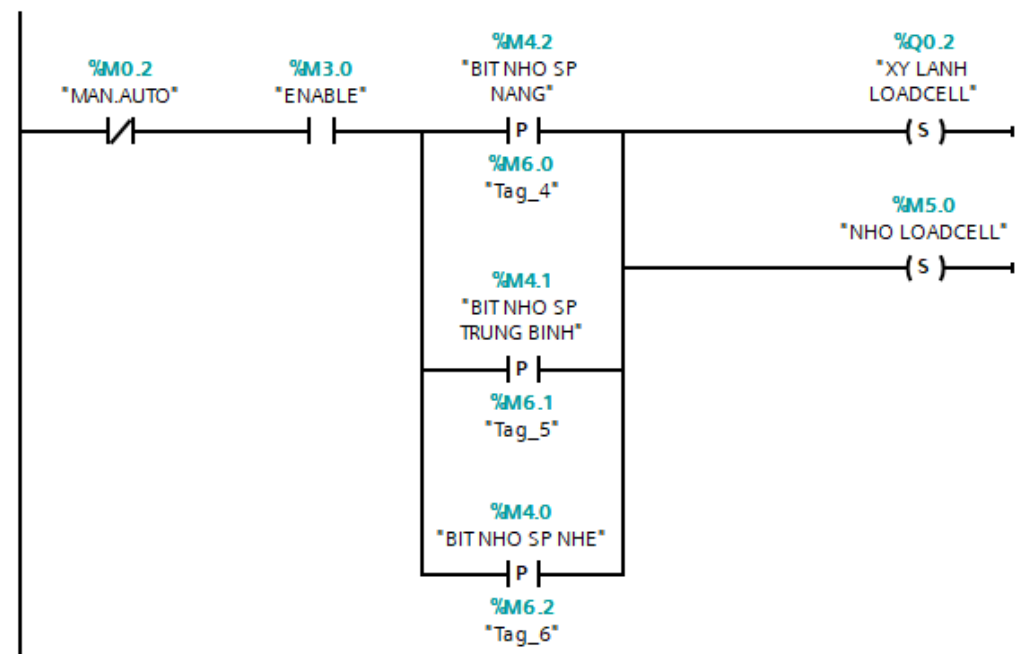 %M0.2
"MAN.AUTO"
%M3.0
"ENABLE"
%M4.2
"BIT NHO SP
NANG"
P
%M6.0
"Tag_4"
%Q0.2
"XY LANH
LOADCELL"
S
%M5.0
"NHO LOADCELL"
S
%M4.1
"BIT NHO SP
TRUNG BINH"
P
%M6.1
"Tag_5"
%M4.0
"BIT NHO SP NHE"
P
%M6.2
"Tag_6"